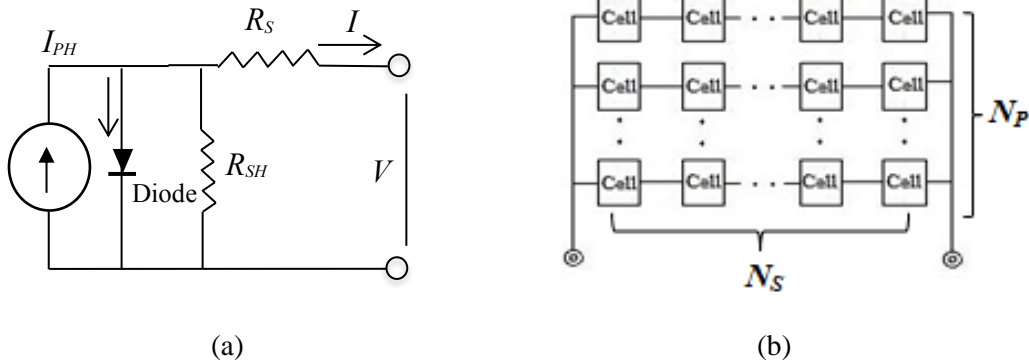 R_S
I
I_PH
R_SH
Diode
V
(a)
Cell Cell · · Cell Cell
Cell Cell · · Cell Cell
Cell Cell · · Cell Cell
N_P
N_S
(b)